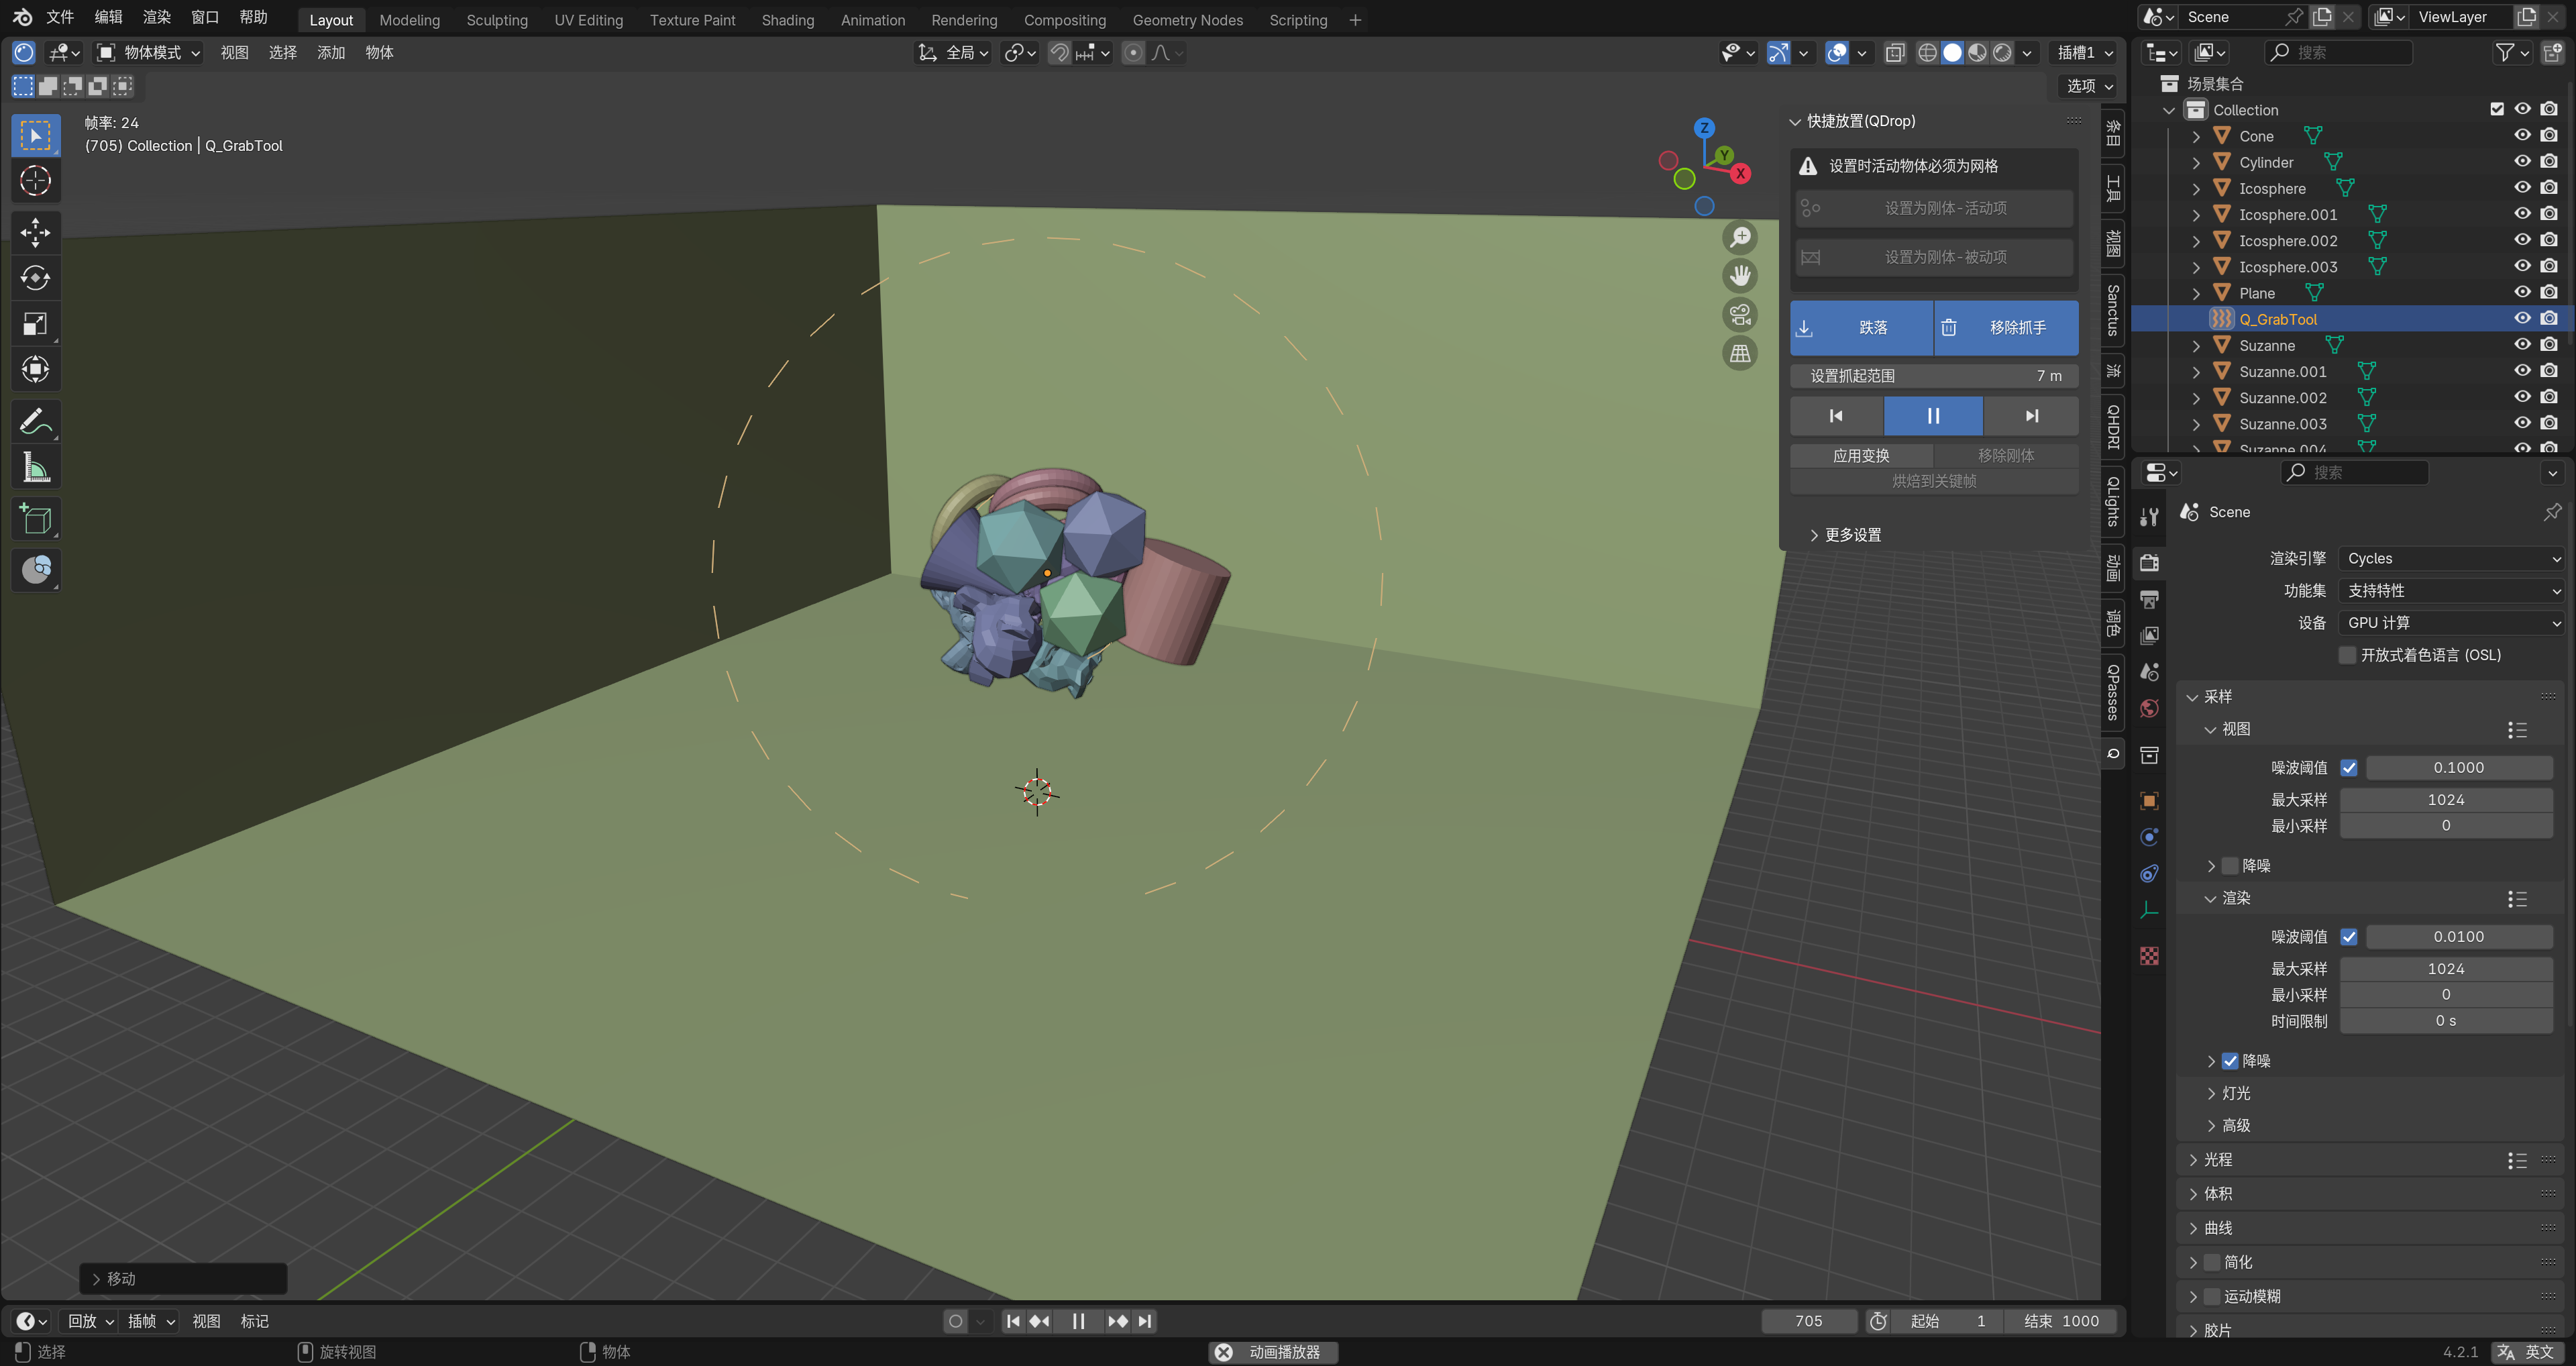 文件 编辑 渲染 窗口 帮助 Layout Modeling Sculpting UV Editing Texture Paint Shading Animation Rendering Compositing Geometry Nodes Scripting +
Scene ViewLayer
物体模式 视图 选择 添加 物体 全局 插槽1
选项
帧率: 24
(705) Collection | Q_GrabTool
Z
Y
X
快捷放置(QDrop)
设置时活动物体必须为网格
设置为刚体-活动项
设置为刚体-被动项
跌落 移除抓手
设置抓起范围 7 m
应用变换 移除刚体
烘焙到关键帧
更多设置
条目
工具
视图
Sanctus
流
QHDRI
QLights
动画
调色
QPasses
Q
搜索
场景集合
Collection
Cone
Cylinder
Icosphere
Icosphere.001
Icosphere.002
Icosphere.003
Plane
Q_GrabTool
Suzanne
Suzanne.001
Suzanne.002
Suzanne.003
Suzanne.004
搜索
Scene
渲染引擎 Cycles
功能集 支持特性
设备 GPU 计算
开放式着色语言 (OSL)
采样
视图
噪波阈值 0.1000
最大采样 1024
最小采样 0
降噪
渲染
噪波阈值 0.0100
最大采样 1024
最小采样 0
时间限制 0 s
降噪
灯光
高级
光程
体积
曲线
简化
运动模糊
胶片
移动
回放 插帧 视图 标记 705 起始 1 结束 1000
选择 旋转视图 物体 动画播放器 4.2.1 英文